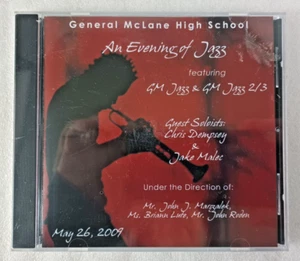 General McLane High School
An Evening of Jazz
featuring
GM Jazz & GM Jazz 2/3
Guest Soloists:
Chris Dempsey
&
Jake Malec
Under the Direction of:
Mr. John J. Marszalek,
Ms. Briann Lutz, Mr. John Roden
May 26, 2009